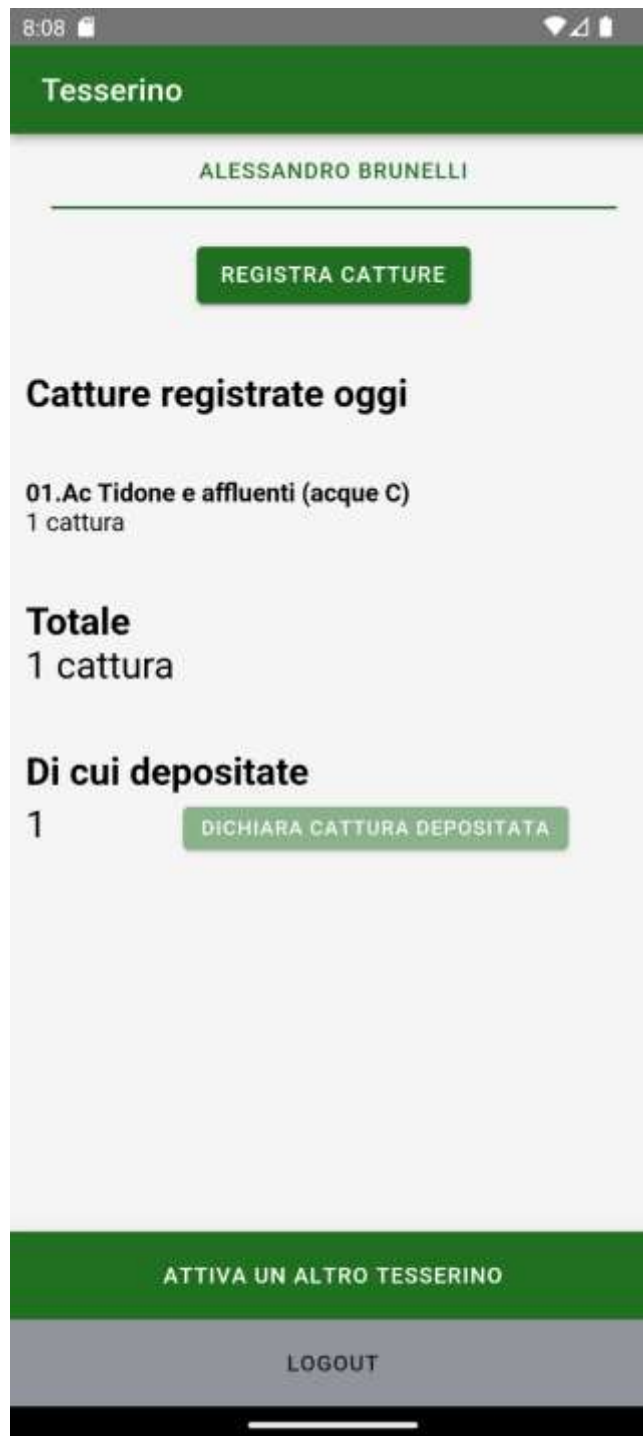 8:08
Tesserino
ALESSANDRO BRUNELLI
REGISTRA CATTURE
Catture registrate oggi
01.Ac Tidone e affluenti (acque C)
1 cattura
Totale
1 cattura
Di cui depositate
1 DICHIARA CATTURA DEPOSITATA
ATTIVA UN ALTRO TESSERINO
LOGOUT